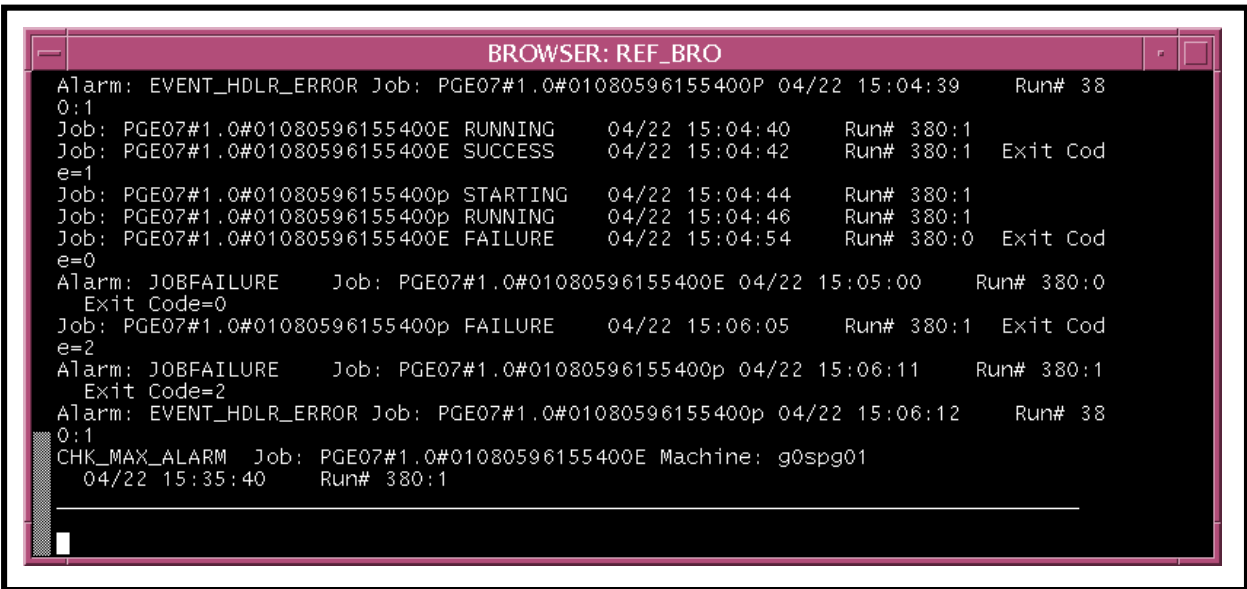 BROWSER: REF_BRO
Alarm: EVENT_HDLR_ERROR Job: PGE07#1.0#01080596155400P 04/22 15:04:39 Run# 38
0:1
Job: PGE07#1.0#01080596155400E RUNNING 04/22 15:04:40 Run# 380:1
Job: PGE07#1.0#01080596155400E SUCCESS 04/22 15:04:42 Run# 380:1 Exit Cod
e=1
Job: PGE07#1.0#01080596155400p STARTING 04/22 15:04:44 Run# 380:1
Job: PGE07#1.0#01080596155400p RUNNING 04/22 15:04:46 Run# 380:1
Job: PGE07#1.0#01080596155400E FAILURE 04/22 15:04:54 Run# 380:0 Exit Cod
e=0
Alarm: JOBFAILURE Job: PGE07#1.0#01080596155400E 04/22 15:05:00 Run# 380:0
Exit Code=0
Job: PGE07#1.0#01080596155400p FAILURE 04/22 15:06:05 Run# 380:1 Exit Cod
e=2
Alarm: JOBFAILURE Job: PGE07#1.0#01080596155400p 04/22 15:06:11 Run# 380:1
Exit Code=2
Alarm: EVENT_HDLR_ERROR Job: PGE07#1.0#01080596155400p 04/22 15:06:12 Run# 38
0:1
CHK_MAX_ALARM Job: PGE07#1.0#01080596155400E Machine: g0spg01
04/22 15:35:40 Run# 380:1